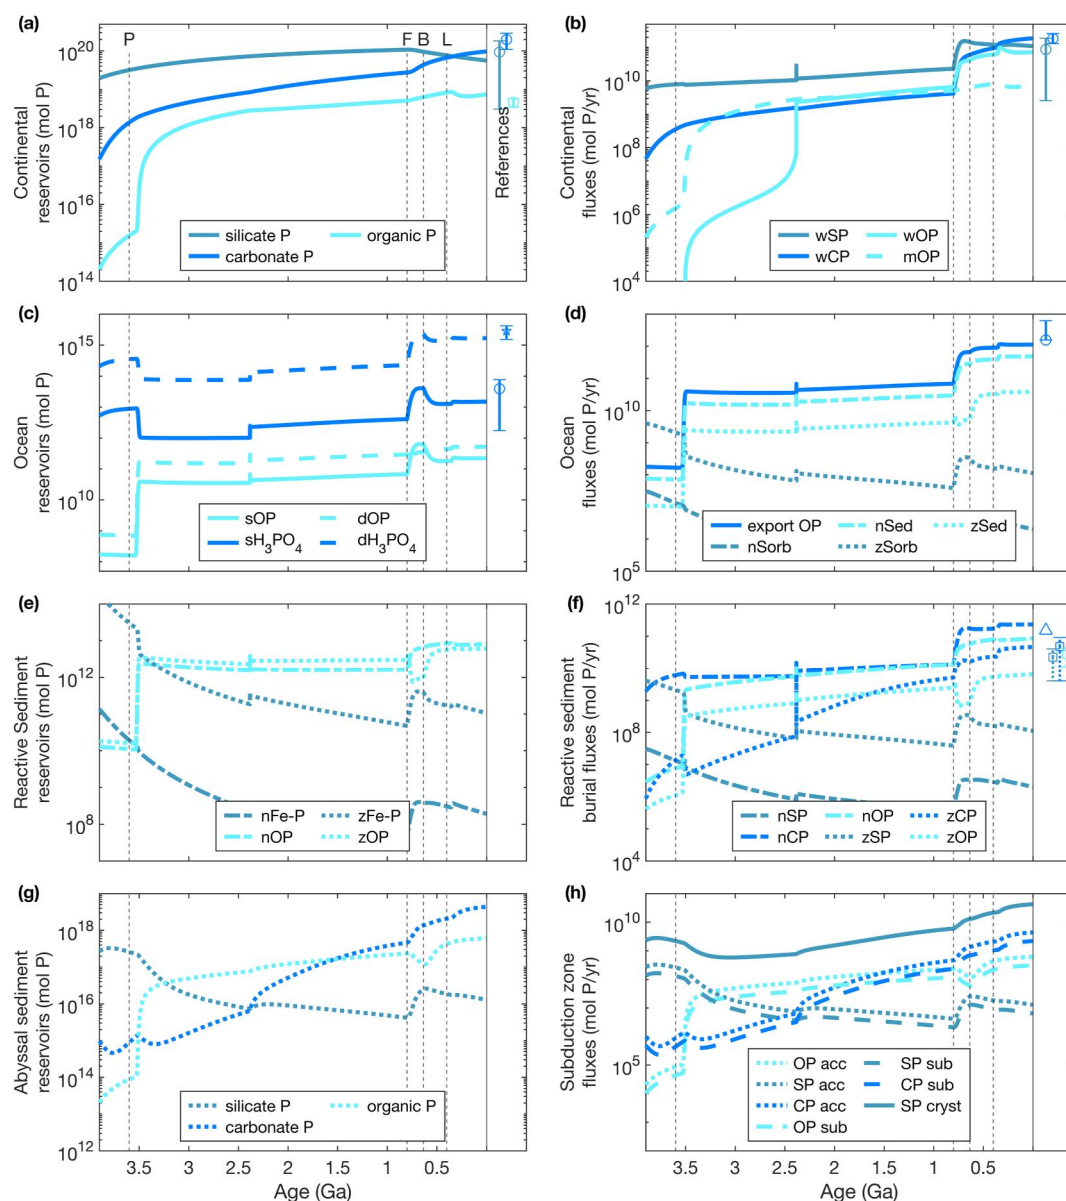 (a)
P
F
B
L
10^20
10^18
10^16
10^14
Continental
reservoirs (mol P)
silicate P
organic P
carbonate P
References
(b)
10^10
10^8
10^6
10^4
Continental
fluxes (mol P/yr)
wSP
wOP
wCP
mOP
(c)
10^15
10^10
Ocean
reservoirs (mol P)
sOP
dOP
sH₃PO₄
dH₃PO₄
(d)
10^10
10^5
Ocean
fluxes (mol P/yr)
export OP
nSed
zSed
nSorb
zSorb
(e)
10^12
10^8
Reactive Sediment
reservoirs (mol P)
nFe-P
zFe-P
nOP
zOP
(f)
10^12
10^8
10^4
Reactive sediment
burial fluxes (mol P/yr)
nSP
nOP
zCP
nCP
zSP
zOP
(g)
10^18
10^16
10^14
10^12
Abyssal sediment
reservoirs (mol P)
silicate P
organic P
carbonate P
3.5
3
2.5
2
1.5
1
0.5
Age (Ga)
(h)
10^10
10^5
Subduction zone
fluxes (mol P/yr)
OP acc
SP sub
SP acc
CP sub
CP acc
SP cryst
OP sub
3.5
3
2.5
2
1.5
1
0.5
Age (Ga)